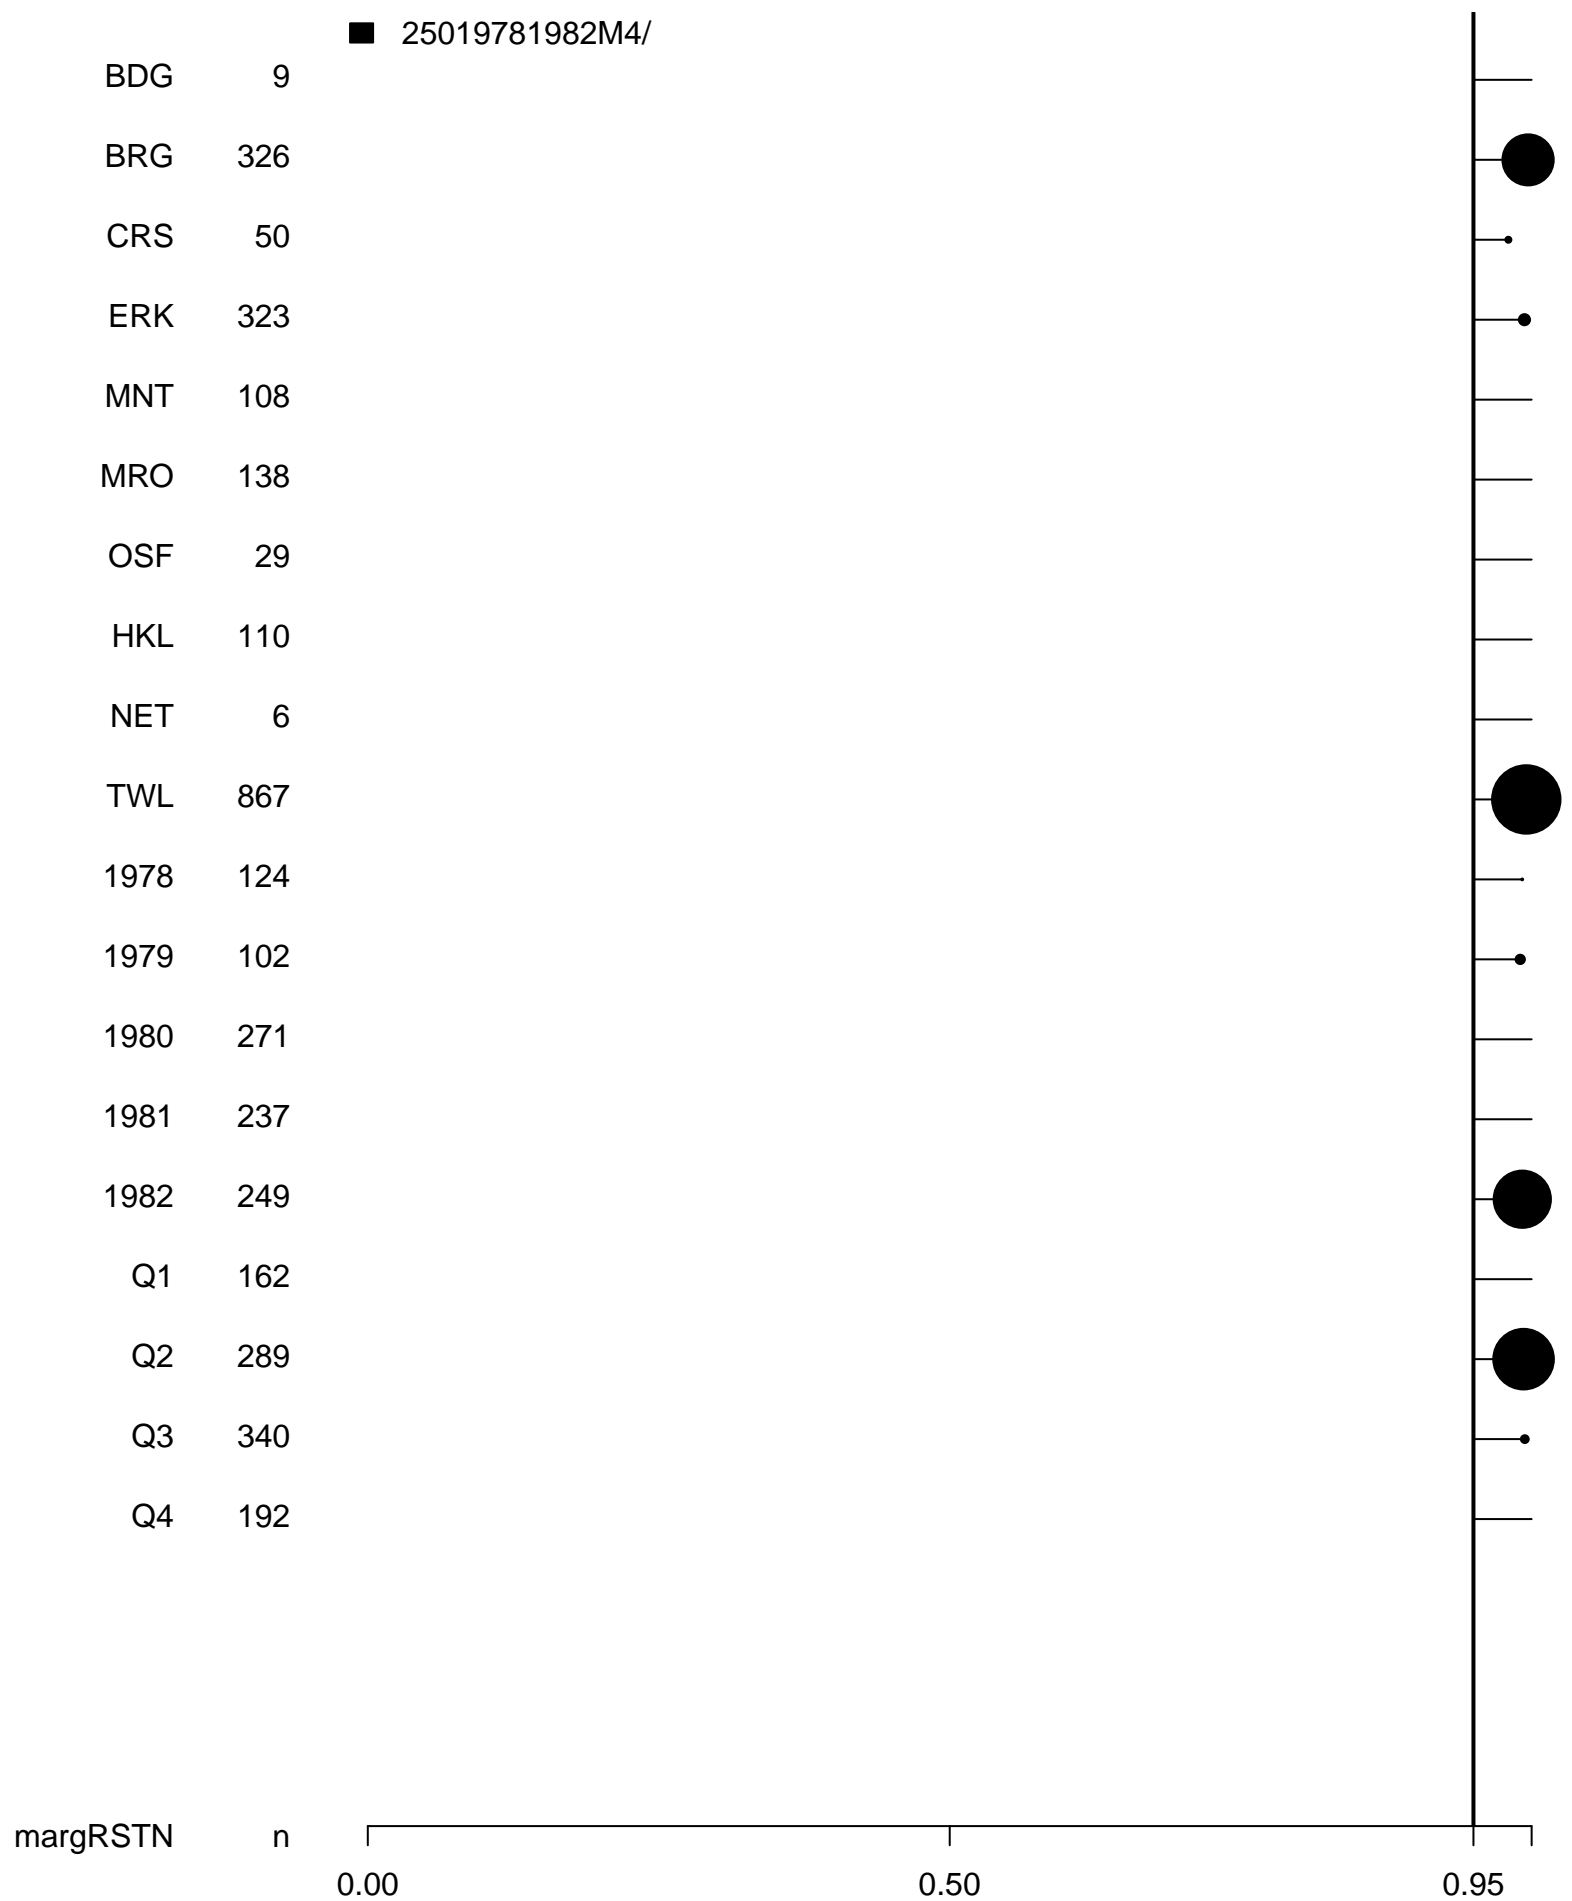 25019781982M4/
BDG 9
BRG 326
CRS 50
ERK 323
MNT 108
MRO 138
OSF 29
HKL 110
NET 6
TWL 867
1978 124
1979 102
1980 271
1981 237
1982 249
Q1 162
Q2 289
Q3 340
Q4 192
margRSTN n
0.00 0.50 0.95